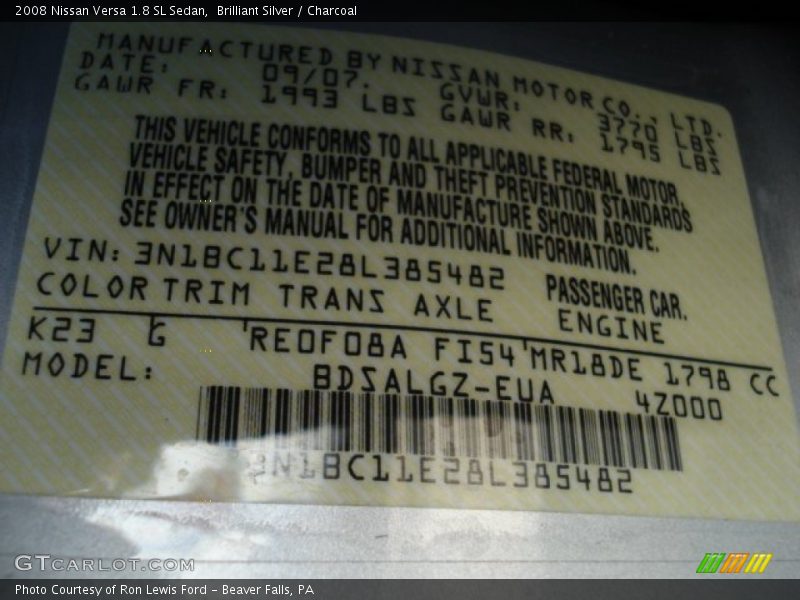 2008 Nissan Versa 1.8 SL Sedan,  Brilliant Silver / Charcoal
MANUFACTURED BY NISSAN MOTOR CO., LTD.
DATE: 09/07. GVWR: 3770 LBS
GAWR FR: 1993 LBS GAWR RR: 1795 LBS
THIS VEHICLE CONFORMS TO ALL APPLICABLE FEDERAL MOTOR
VEHICLE SAFETY, BUMPER AND THEFT PREVENTION STANDARDS
IN EFFECT ON THE DATE OF MANUFACTURE SHOWN ABOVE.
SEE OWNER'S MANUAL FOR ADDITIONAL INFORMATION.
VIN: 3N1BC11E28L385482 PASSENGER CAR.
COLOR TRIM TRANS AXLE ENGINE
K23 G RE0F08A FI54 MR18DE 1798 CC
MODEL: BDSALGZ-EUA 4Z000
3N1BC11E28L385482
GTCARLOT.COM
Photo Courtesy of Ron Lewis Ford – Beaver Falls, PA